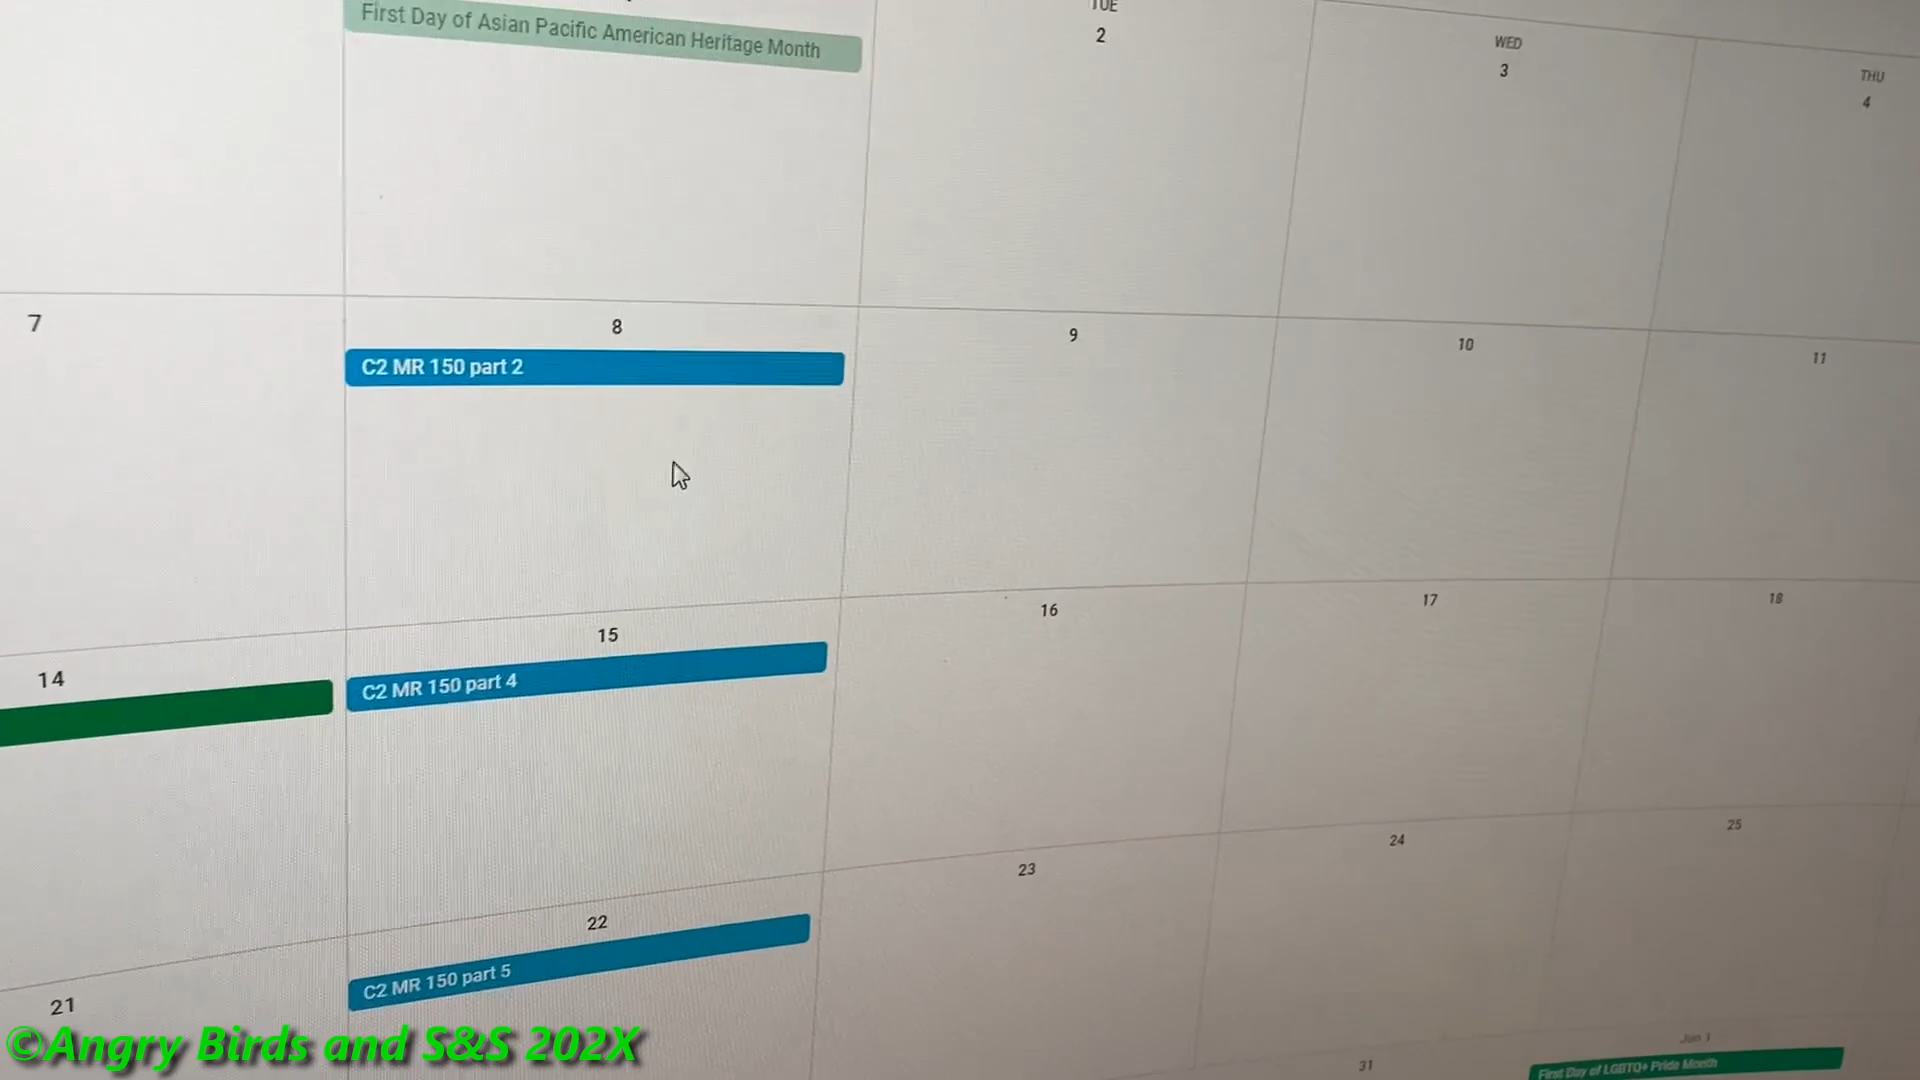 First Day of Asian Pacific American Heritage Month
TUE
2
WED
3
THU
4
7
8
C2 MR 150 part 2
9
10
11
14
15
C2 MR 150 part 4
16
17
18
21
22
C2 MR 150 part 5
23
24
25
31
Jun 1
First Day of LGBTQ+ Pride Month
©Angry Birds and S&S 202X